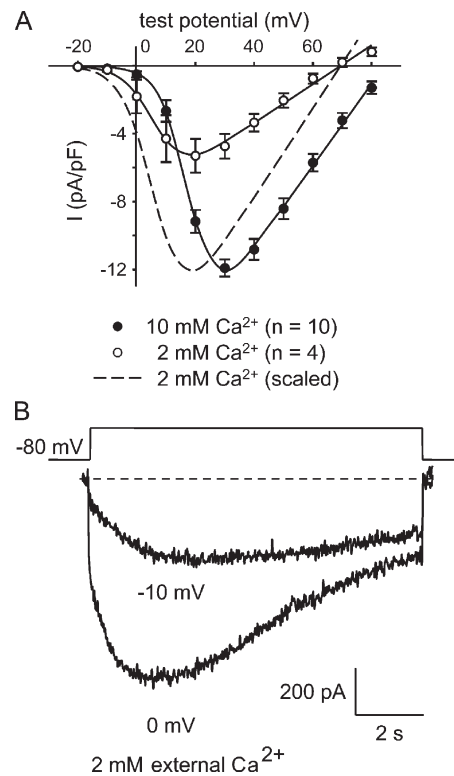 A
test potential (mV)
-20 0 20 40 60 80
-4
-8
-12
I (pA/pF)
10 mM Ca²⁺ (n = 10)
2 mM Ca²⁺ (n = 4)
2 mM Ca²⁺ (scaled)
B
-80 mV
-10 mV
0 mV
200 pA
2 s
2 mM external Ca²⁺